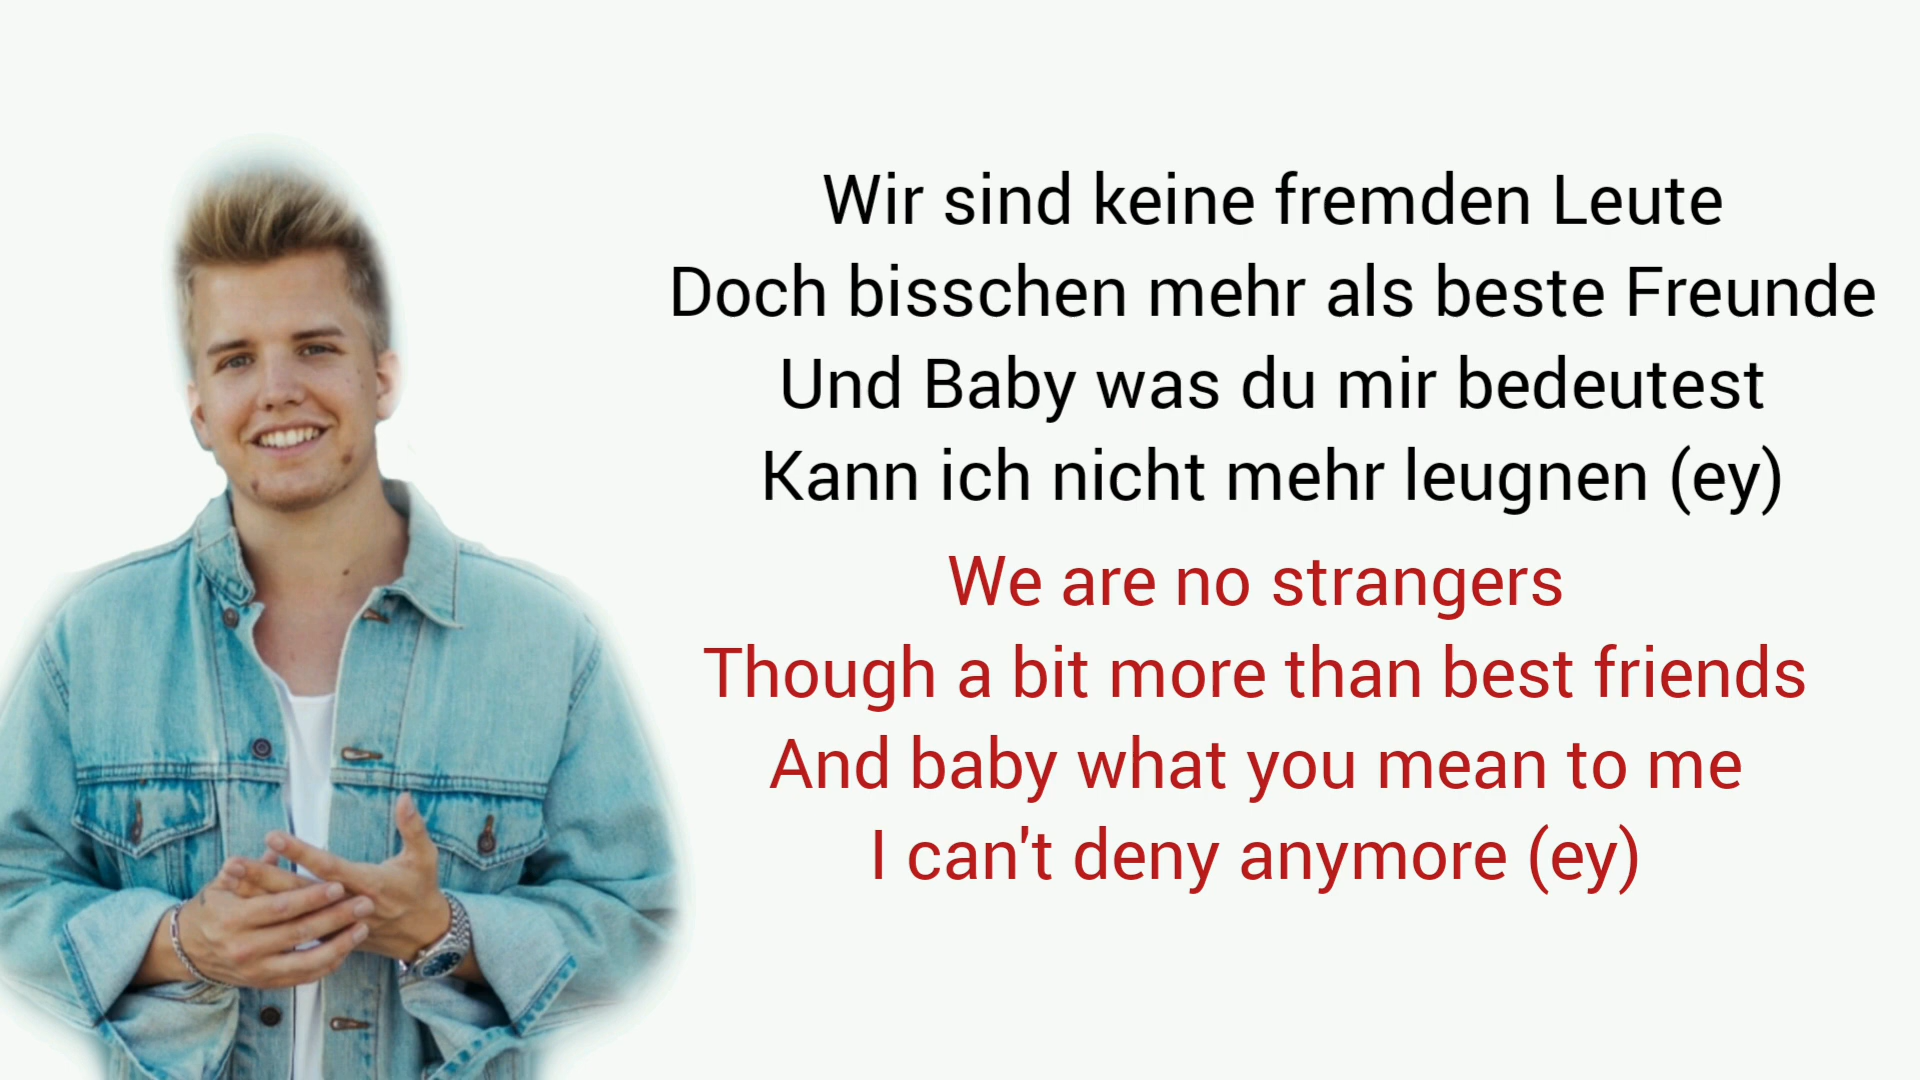 Wir sind keine fremden Leute
Doch bisschen mehr als beste Freunde
Und Baby was du mir bedeutest
Kann ich nicht mehr leugnen (ey)
We are no strangers
Though a bit more than best friends
And baby what you mean to me
I can't deny anymore (ey)